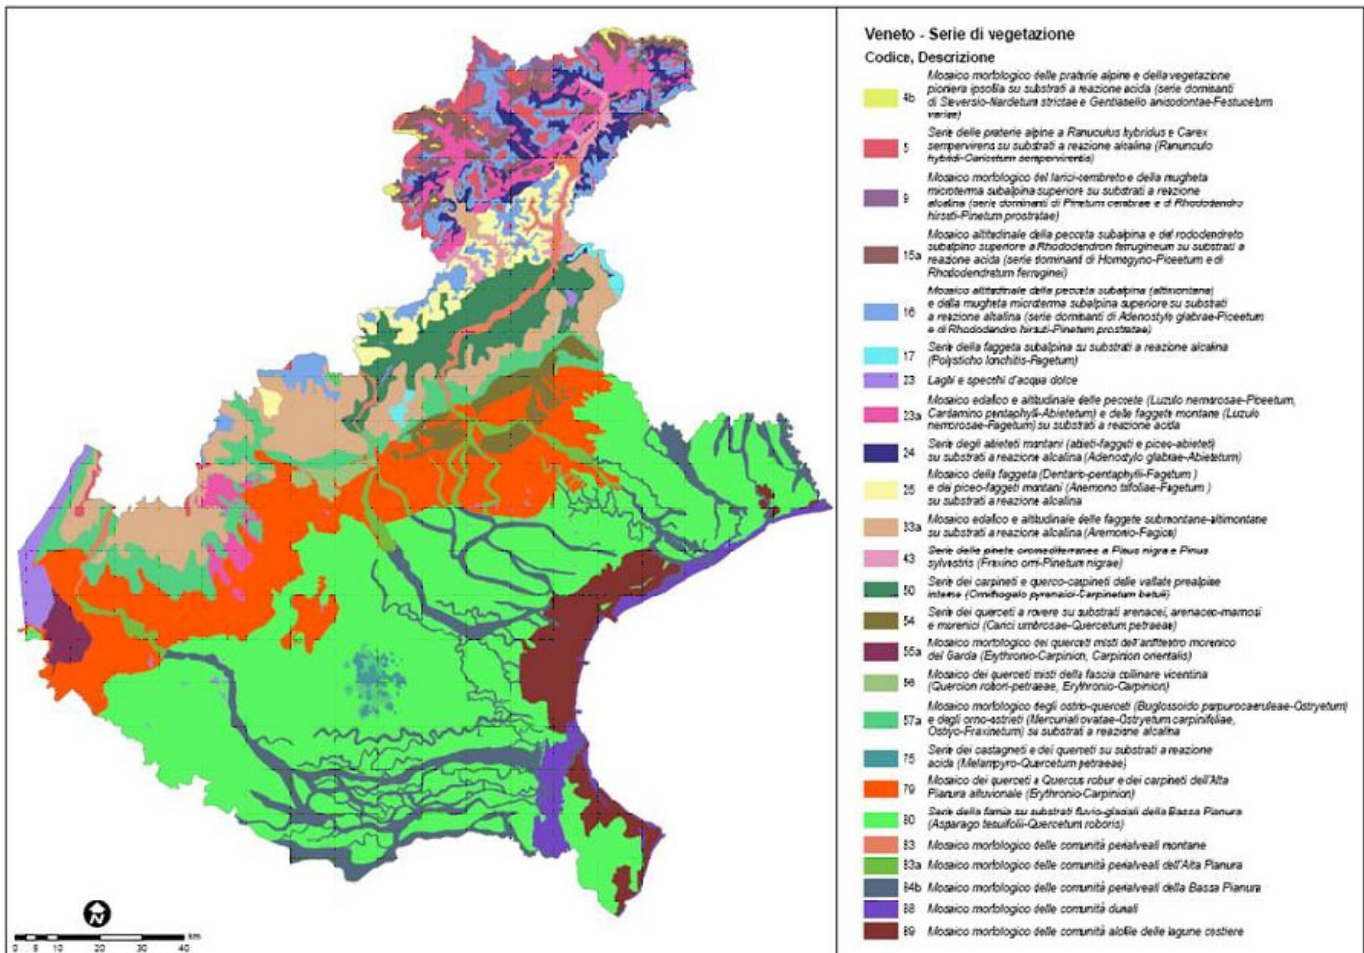 Veneto - Serie di vegetazione
Codice, Descrizione
Mosaico morfologico delle praterie alpine e della vegetazione
4b pioniera ipsofila su substrati a reazione acida (serie dominanti
di Sieversio-Nardetum strictae e Gentianello anisodontae-Festucetum
variae)
Serie delle praterie alpine a Ranuculus hybridus e Carex
5 sempervirens su substrati a reazione alcalina (Ranunculo
hybridi-Caricetum sempervirentis)
Mosaico morfologico del larici-cembreto e della mugheta
9 microterma subalpina superiore su substrati a reazione
alcalina (serie dominanti di Pinetum cembrae e di Rhododendro
hirsuti-Pinetum prostratae)
Mosaico altitudinale della pecceta subalpina e del rododendreto
15a subalpino superiore a Rhododendron ferrugineum su substrati a
reazione acida (serie dominanti di Homogyno-Piceetum e di
Rhododendretum ferruginei)
Mosaico altitudinale della pecceta subalpina (altimontana)
16 e della mugheta microterma subalpina superiore su substrati
a reazione alcalina (serie dominanti di Adenostylo glabrae-Piceetum
e di Rhododendro hirsuti-Pinetum prostratae)
17 Serie della faggeta subalpina su substrati a reazione alcalina
(Polysticho lonchitis-Fagetum)
23 Laghi e specchi d'acqua dolce
Mosaico edafico e altitudinale delle peccete (Luzulo nemorosae-Piceetum,
23a Cardamino pentaphylli-Abietetum) e delle faggete montane (Luzulo
nemorosae-Fagetum) su substrati a reazione acida
24 Serie degli abieteti montani (abieti-faggeti e piceo-abieteti)
su substrati a reazione alcalina (Adenostylo glabrae-Abietetum)
Mosaico della faggeta (Dentario-pentaphylli-Fagetum )
25 e dei piceo-faggeti montani (Anemono trifoliae-Fagetum )
su substrati a reazione alcalina
33a Mosaico edafico e altitudinale delle faggete submontane-altimontane
su substrati a reazione alcalina (Aremonio-Fagion)
43 Serie delle pinete oromediterranee a Pinus nigra e Pinus
sylvestris (Fraxino orni-Pinetum nigrae)
50 Serie dei carpineti e querco-carpineti delle vallate prealpine
interne (Ornithogalo pyrenaici-Carpinetum betuli)
54 Serie dei querceti a rovere su substrati arenacei, arenaceo-marnosi
e morenici (Carici umbrosae-Quercetum petraeae)
55a Mosaico morfologico dei querceti misti dell'anfiteatro morenico
del Garda (Erythronio-Carpinion, Carpinion orientalis)
56 Mosaico dei querceti misti della fascia collinare vicentina
(Quercion robori-petraeae, Erythronio-Carpinion)
Mosaico morfologico degli ostrio-querceti (Buglossoido purpurocaeruleae-Ostryetum)
57a e degli orno-ostrieti (Mercuriali ovatae-Ostryetum carpinifoliae,
Ostryo-Fraxinetum) su substrati a reazione alcalina
75 Serie dei castagneti e dei querceti su substrati a reazione
acida (Melampyro-Quercetum petraeae)
79 Mosaico dei querceti a Quercus robur e dei carpineti dell'Alta
Pianura alluvionale (Erythronio-Carpinion)
80 Serie della farnia su substrati fluvio-glaciali della Bassa Pianura
(Asparago tenuifolii-Quercetum roboris)
83 Mosaico morfologico delle comunità perialveali montane
83a Mosaico morfologico delle comunità perialveali dell'Alta Pianura
84b Mosaico morfologico delle comunità perialveali della Bassa Pianura
88 Mosaico morfologico delle comunità dunali
89 Mosaico morfologico delle comunità alofile delle lagune costiere
N
km
0 5 10 20 30 40